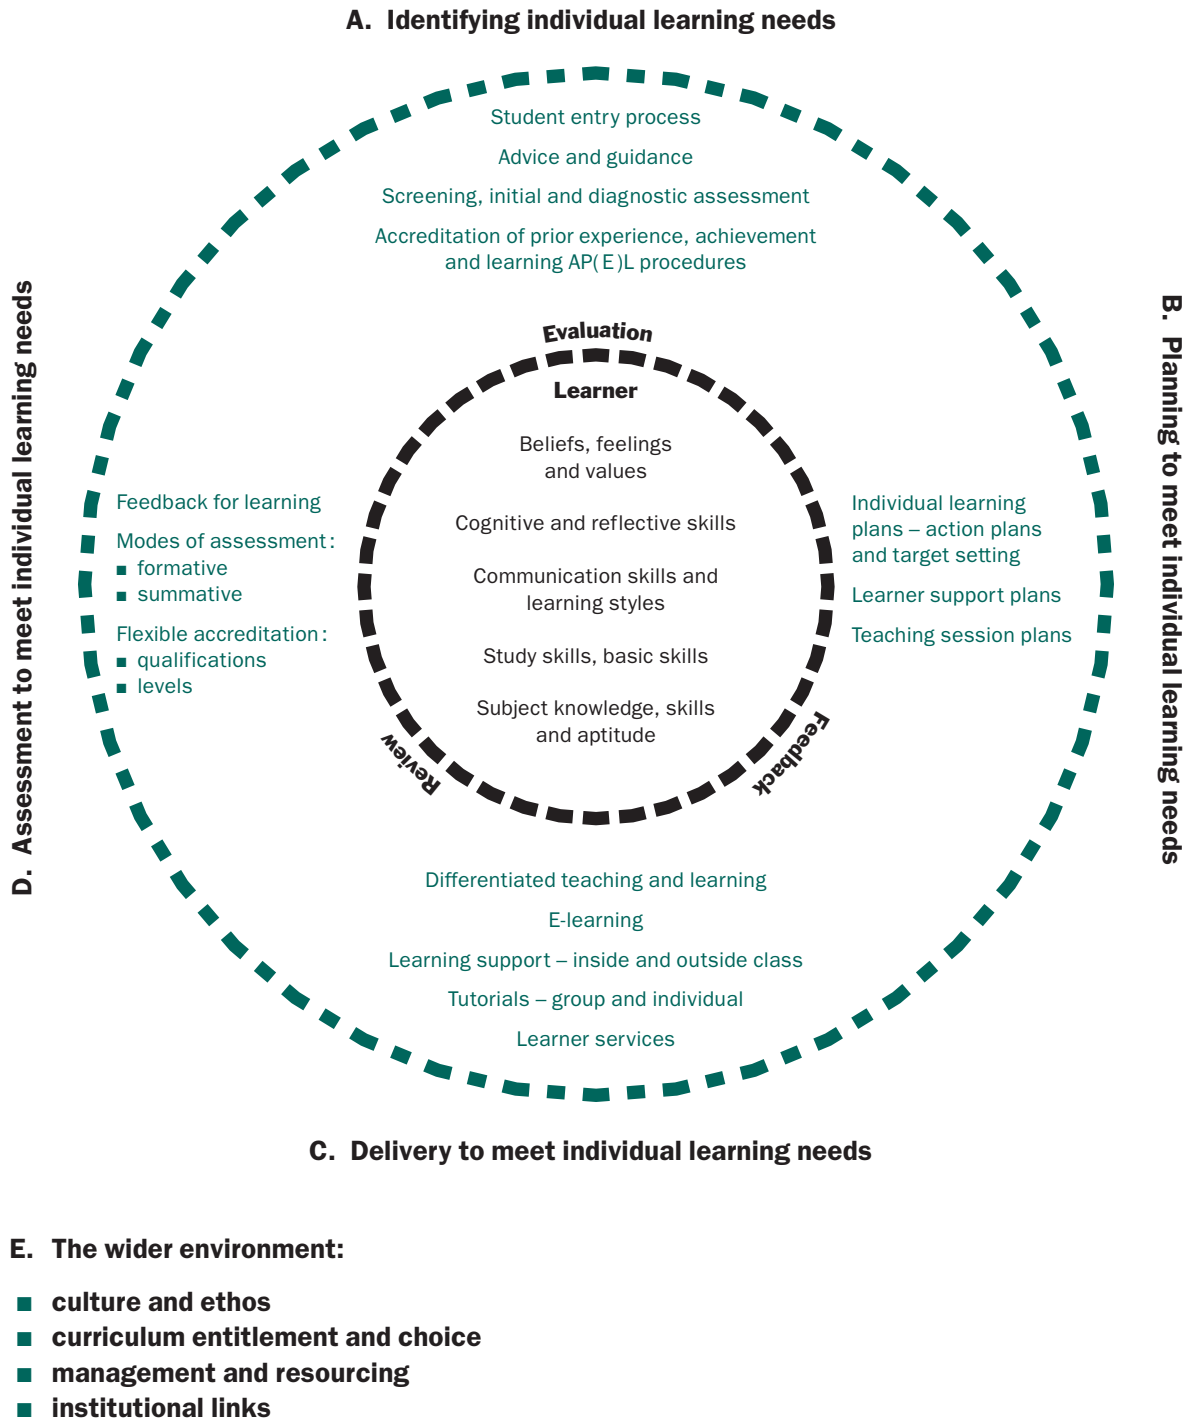 A. Identifying individual learning needs
Student entry process
Advice and guidance
Screening, initial and diagnostic assessment
Accreditation of prior experience, achievement
and learning AP(E)L procedures
Evaluation
Learner
Beliefs, feelings
and values
Cognitive and reflective skills
Communication skills and
learning styles
Study skills, basic skills
Subject knowledge, skills
and aptitude
Feedback
Review
B. Planning to meet individual learning needs
Individual learning
plans – action plans
and target setting
Learner support plans
Teaching session plans
Differentiated teaching and learning
E-learning
Learning support – inside and outside class
Tutorials – group and individual
Learner services
C. Delivery to meet individual learning needs
D. Assessment to meet individual learning needs
Feedback for learning
Modes of assessment:
■ formative
■ summative
Flexible accreditation:
■ qualifications
■ levels
E. The wider environment:
■ culture and ethos
■ curriculum entitlement and choice
■ management and resourcing
■ institutional links